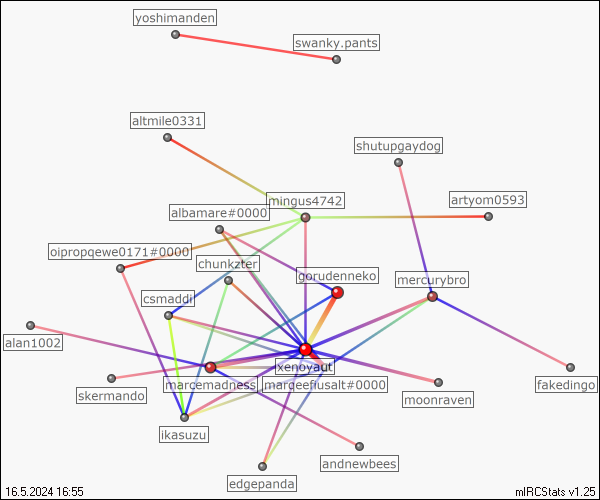 yoshimanden
swanky.pants
altmile0331
shutupgaydog
mingus4742
artyom0593
albamare#0000
oipropqewe0171#0000
chunkzter
gorudenneko
mercurybro
csmaddi
alan1002
xenoyaut
marcemadness
marqeefiusalt#0000
fakedingo
skermando
moonraven
ikasuzu
andnewbees
edgepanda
16.5.2024 16:55
mIRCStats v1.25